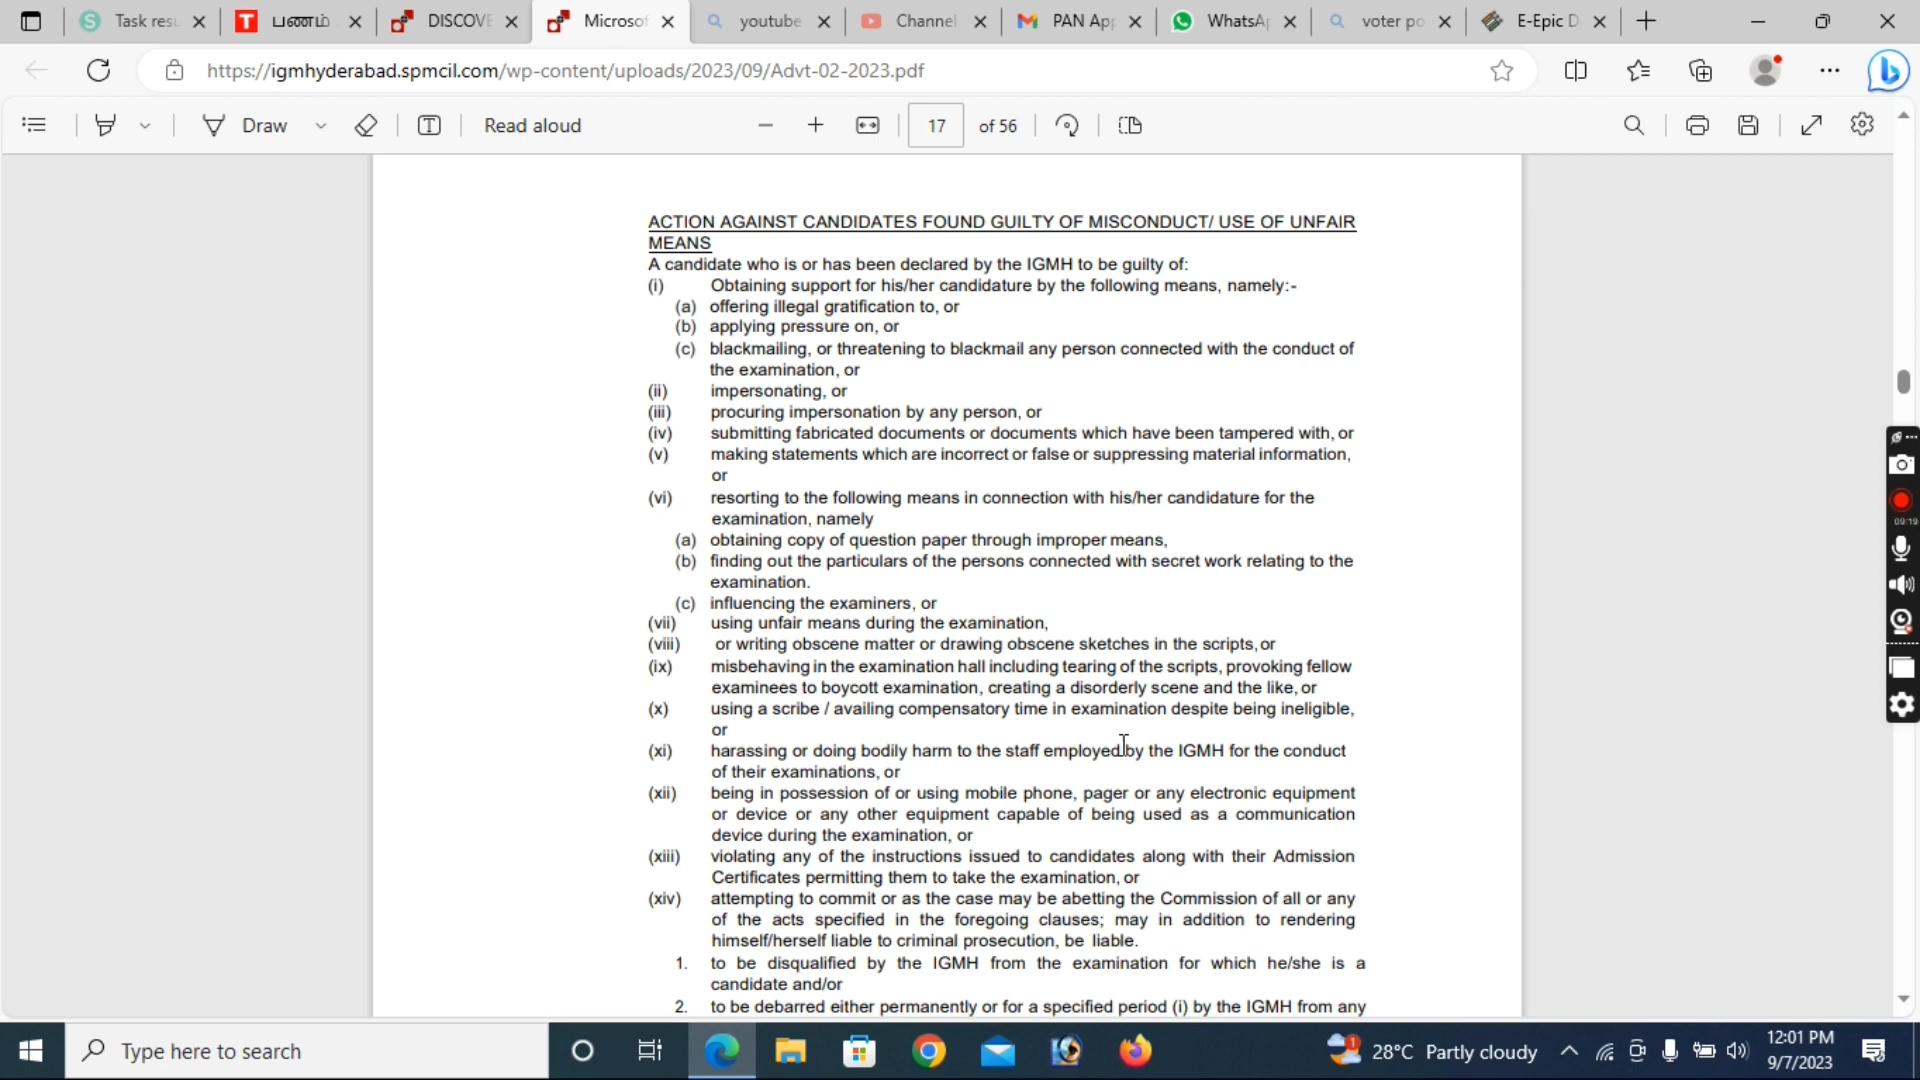 Task resu
பணம்
DISCOVE
Microsof
youtube
Channel
PAN App
WhatsAp
voter po
E-Epic D
https://igmhyderabad.spmcil.com/wp-content/uploads/2023/09/Advt-02-2023.pdf
Draw
Read aloud
17 of 56
ACTION AGAINST CANDIDATES FOUND GUILTY OF MISCONDUCT/ USE OF UNFAIR
MEANS
A candidate who is or has been declared by the IGMH to be guilty of:
(i) Obtaining support for his/her candidature by the following means, namely:-
(a) offering illegal gratification to, or
(b) applying pressure on, or
(c) blackmailing, or threatening to blackmail any person connected with the conduct of
the examination, or
(ii) impersonating, or
(iii) procuring impersonation by any person, or
(iv) submitting fabricated documents or documents which have been tampered with, or
(v) making statements which are incorrect or false or suppressing material information,
or
(vi) resorting to the following means in connection with his/her candidature for the
examination, namely
(a) obtaining copy of question paper through improper means,
(b) finding out the particulars of the persons connected with secret work relating to the
examination.
(c) influencing the examiners, or
(vii) using unfair means during the examination,
(viii) or writing obscene matter or drawing obscene sketches in the scripts, or
(ix) misbehaving in the examination hall including tearing of the scripts, provoking fellow
examinees to boycott examination, creating a disorderly scene and the like, or
(x) using a scribe / availing compensatory time in examination despite being ineligible,
or
(xi) harassing or doing bodily harm to the staff employed by the IGMH for the conduct
of their examinations, or
(xii) being in possession of or using mobile phone, pager or any electronic equipment
or device or any other equipment capable of being used as a communication
device during the examination, or
(xiii) violating any of the instructions issued to candidates along with their Admission
Certificates permitting them to take the examination, or
(xiv) attempting to commit or as the case may be abetting the Commission of all or any
of the acts specified in the foregoing clauses; may in addition to rendering
himself/herself liable to criminal prosecution, be liable.
1. to be disqualified by the IGMH from the examination for which he/she is a
candidate and/or
2. to be debarred either permanently or for a specified period (i) by the IGMH from any
09:19
Type here to search
1
28°C Partly cloudy
12:01 PM
9/7/2023